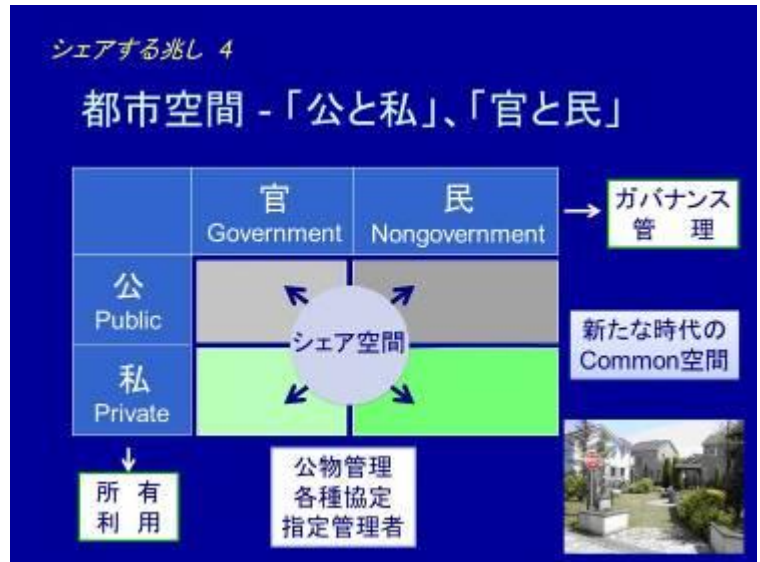 シェアする兆し 4
都市空間 - 「公と私」、「官と民」
官
Government
民
Nongovernment
→
ガバナンス
管　理
公
Public
シェア空間
新たな時代の
Common空間
私
Private
↓
所 有
利 用
公物管理
各種協定
指定管理者